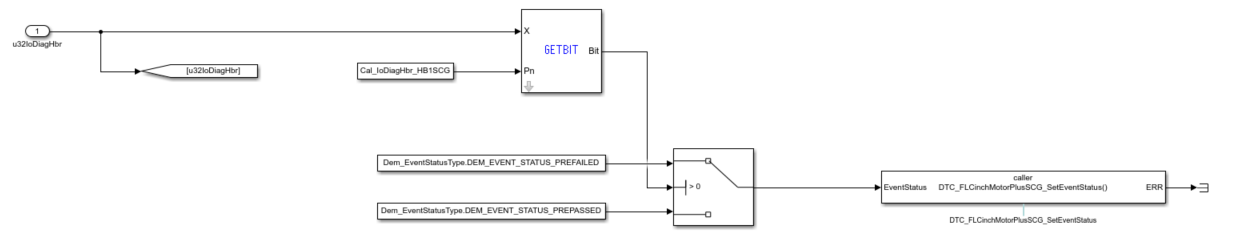 1
u32IoDiagHbr
[u32IoDiagHbr]
Cal_IoDiagHbr_HB1SCG
X
GETBIT
Bit
Pn
Dem_EventStatusType.DEM_EVENT_STATUS_PREFAILED
> 0
Dem_EventStatusType.DEM_EVENT_STATUS_PREPASSED
caller
EventStatus
DTC_FLCinchMotorPlusSCG_SetEventStatus()
ERR
DTC_FLCinchMotorPlusSCG_SetEventStatus